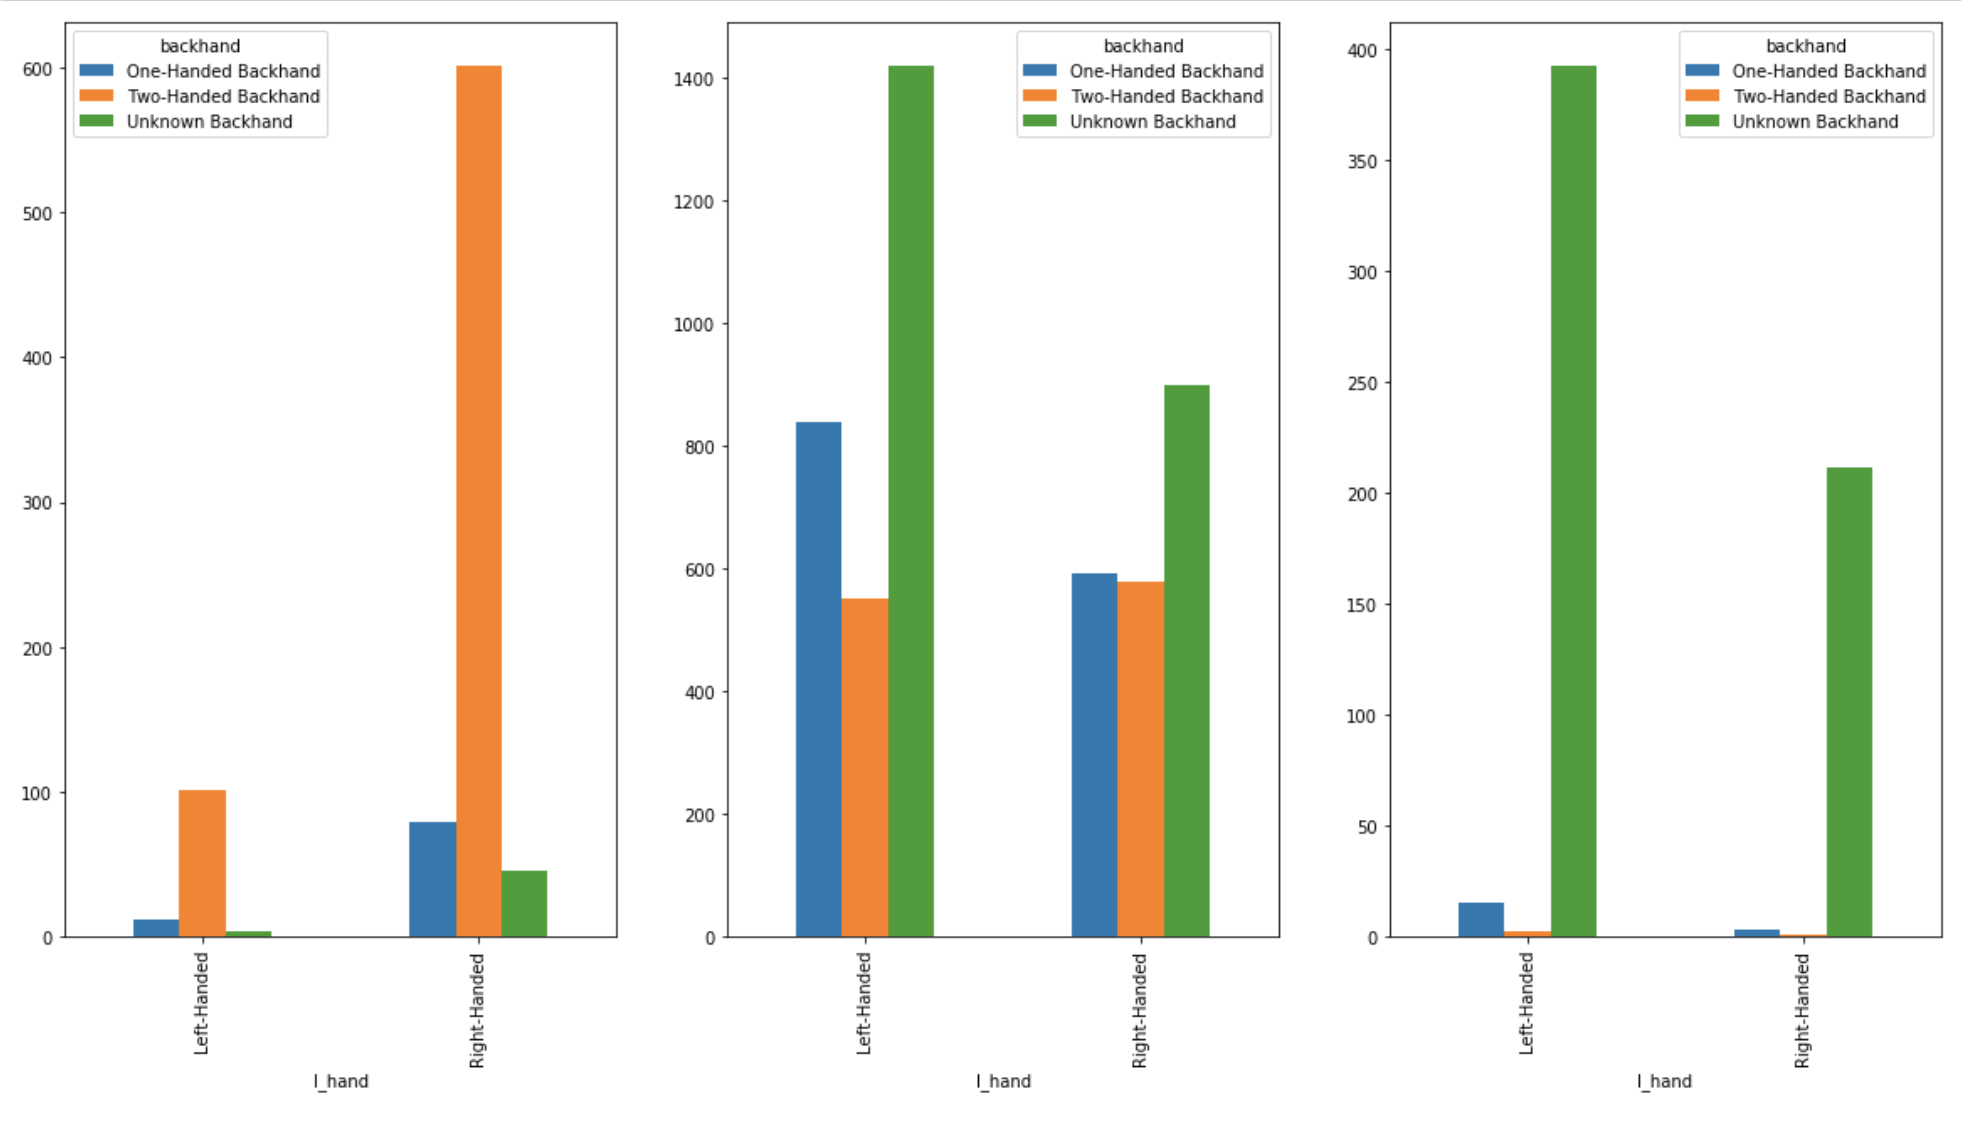 backhand
One-Handed Backhand
Two-Handed Backhand
Unknown Backhand
600
500
400
300
200
100
0
Left-Handed
Right-Handed
l_hand
backhand
One-Handed Backhand
Two-Handed Backhand
Unknown Backhand
1400
1200
1000
800
600
400
200
0
Left-Handed
Right-Handed
l_hand
backhand
One-Handed Backhand
Two-Handed Backhand
Unknown Backhand
400
350
300
250
200
150
100
50
0
Left-Handed
Right-Handed
l_hand